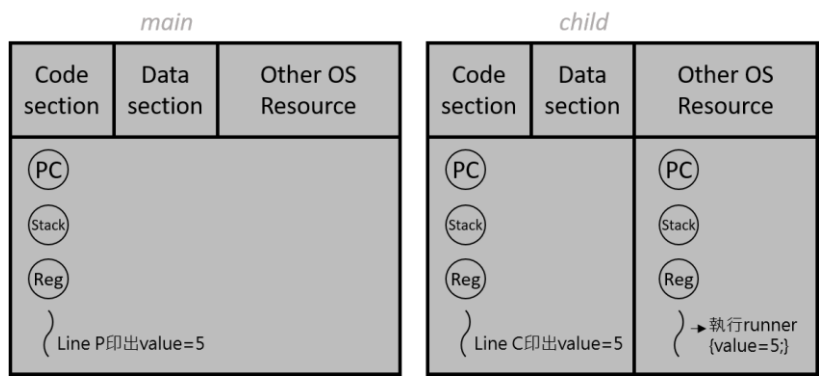 main
Code section
Data section
Other OS Resource
PC
Stack
Reg
Line P印出value=5
child
Code section
Data section
Other OS Resource
PC
Stack
Reg
Line C印出value=5
PC
Stack
Reg
執行runner
{value=5;}